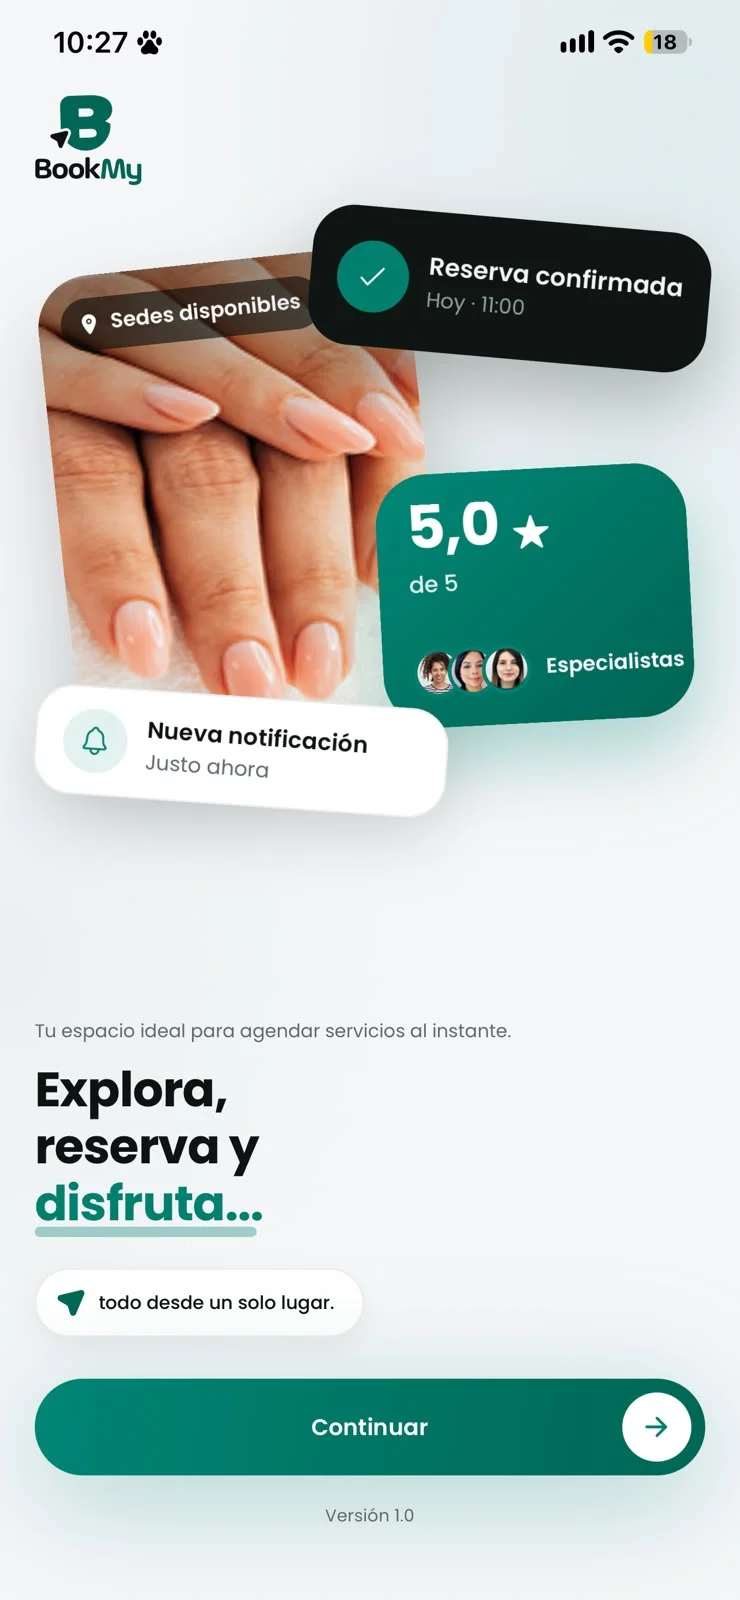 10:27
18
BookMy
Reserva confirmada
Hoy · 11:00
Sedes disponibles
5,0
de 5
Especialistas
Nueva notificación
Justo ahora
Tu espacio ideal para agendar servicios al instante.
Explora,
reserva y
disfruta...
todo desde un solo lugar.
Continuar
Versión 1.0